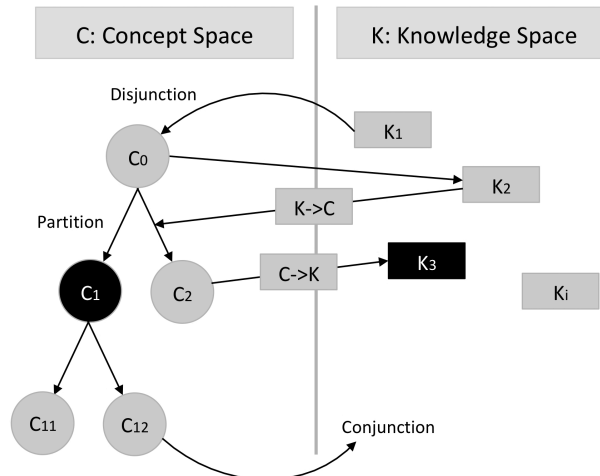 C: Concept Space
K: Knowledge Space
Disjunction
K1
C0
K2
K->C
Partition
C->K
K3
C1
C2
Ki
C11
C12
Conjunction